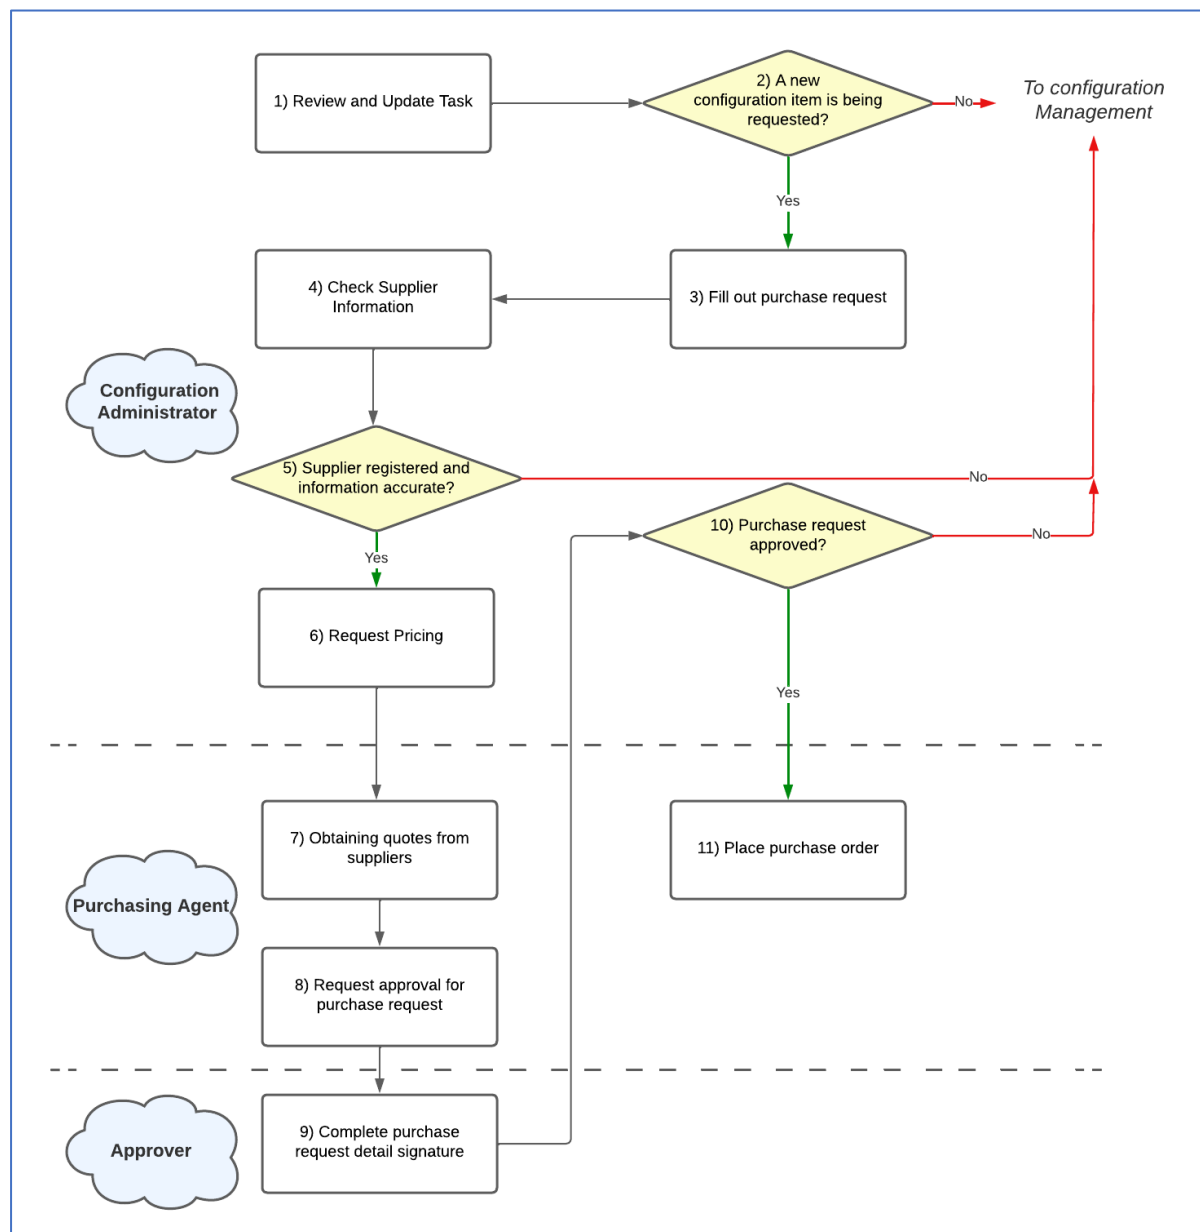 1) Review and Update Task
2) A new
configuration item is being
requested?
No
To configuration
Management
Yes
4) Check Supplier
Information
3) Fill out purchase request
Configuration
Administrator
5) Supplier registered and
information accurate?
No
10) Purchase request
approved?
No
Yes
6) Request Pricing
Yes
7) Obtaining quotes from
suppliers
11) Place purchase order
Purchasing Agent
8) Request approval for
purchase request
9) Complete purchase
request detail signature
Approver